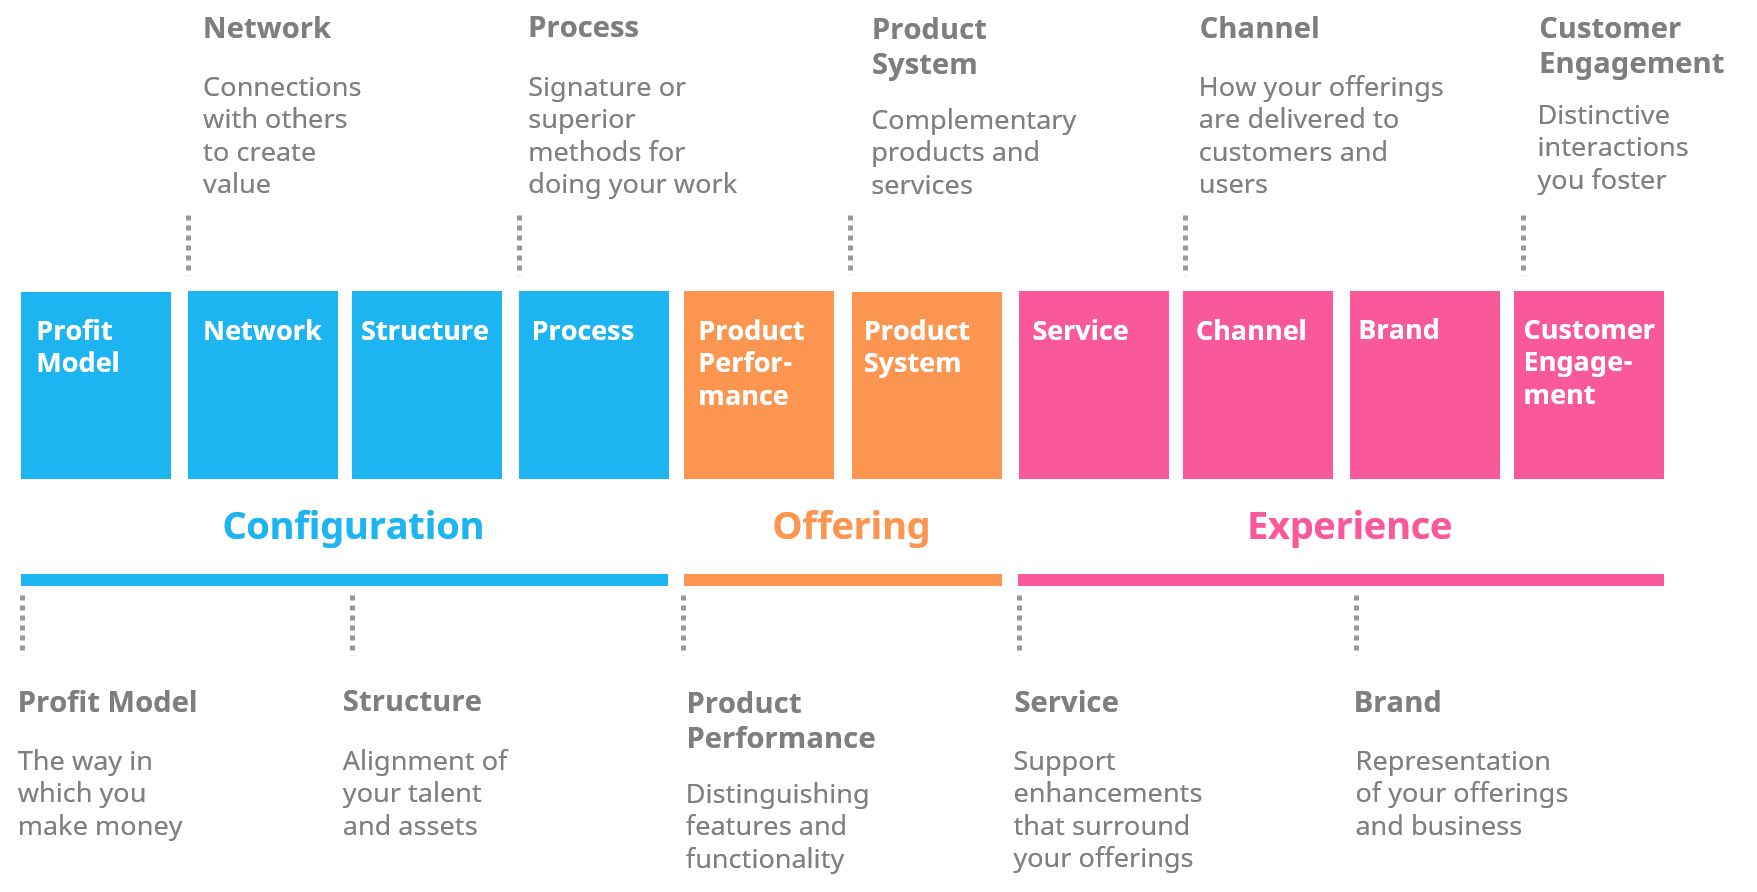 Network
Connections
with others
to create
value
Process
Signature or
superior
methods for
doing your work
Product
System
Complementary
products and
services
Channel
How your offerings
are delivered to
customers and
users
Customer
Engagement
Distinctive
interactions
you foster
Profit
Model
Network
Structure
Process
Product
Perfor-
mance
Product
System
Service
Channel
Brand
Customer
Engage-
ment
Configuration
Offering
Experience
Profit Model
The way in
which you
make money
Structure
Alignment of
your talent
and assets
Product
Performance
Distinguishing
features and
functionality
Service
Support
enhancements
that surround
your offerings
Brand
Representation
of your offerings
and business